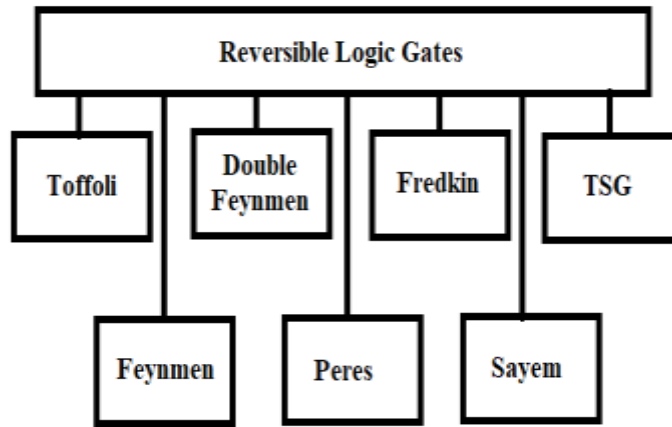 Reversible Logic Gates
Toffoli
Double
Feynmen
Fredkin
TSG
Feynmen
Peres
Sayem